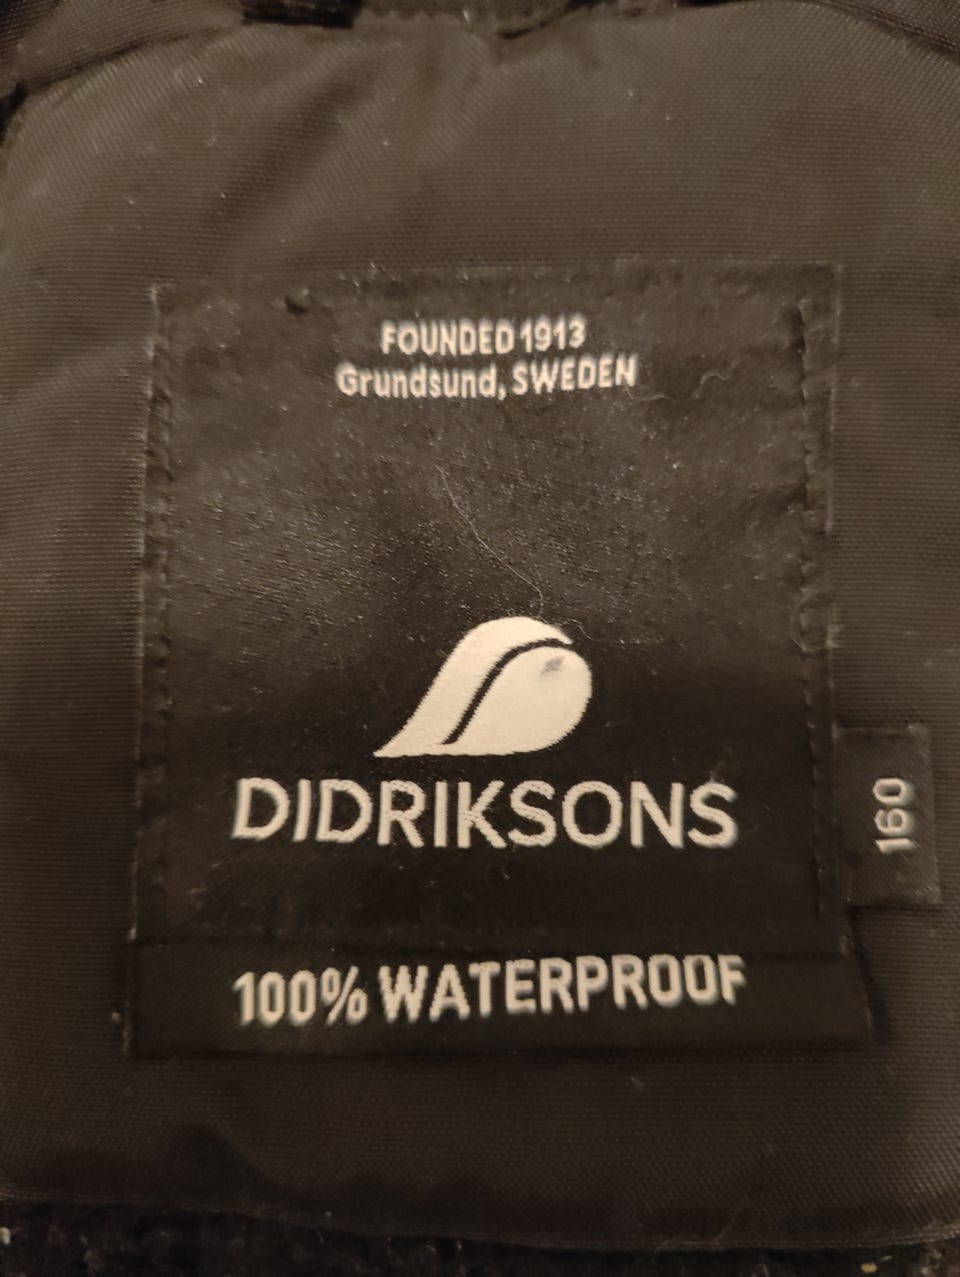 FOUNDED 1913
Grundsund, SWEDEN
DIDRIKSONS
160
100% WATERPROOF